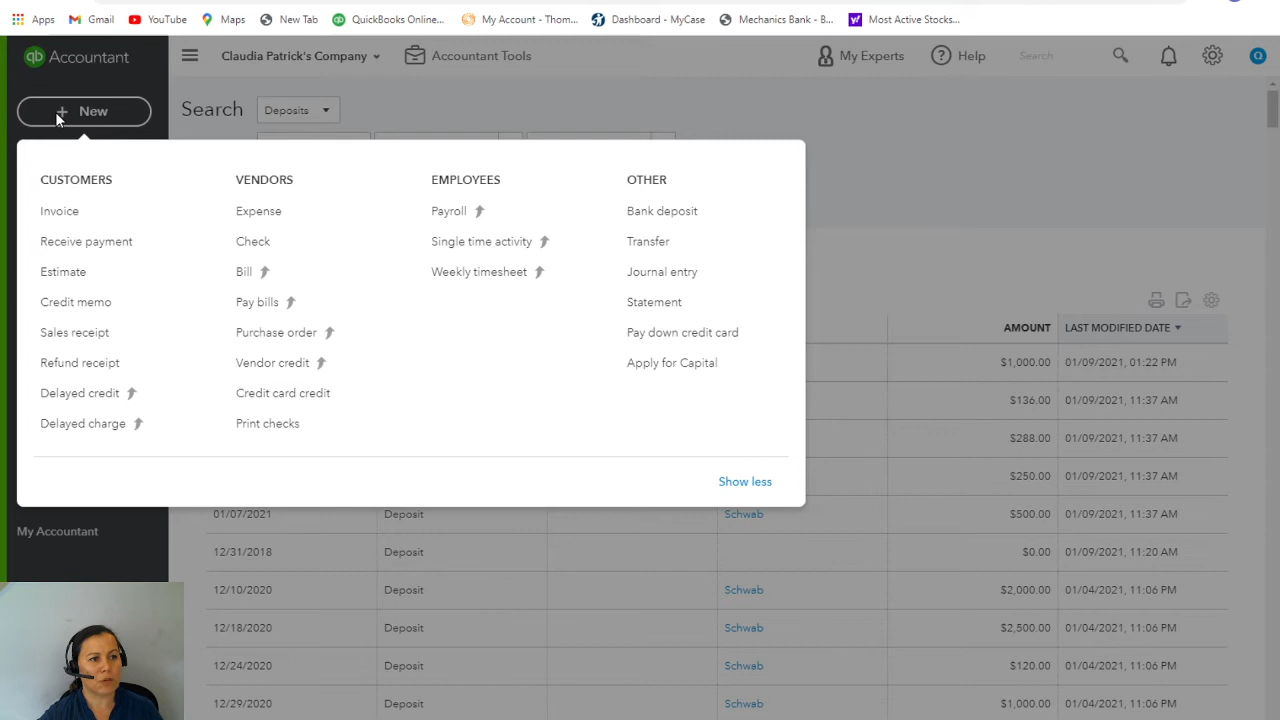 Apps Gmail YouTube Maps New Tab QuickBooks Online... My Account - Thom... Dashboard - MyCase Mechanics Bank - B... Most Active Stocks...
qb Accountant Claudia Patrick's Company Accountant Tools My Experts ? Help Search Q
+ New Search Deposits
CUSTOMERS VENDORS EMPLOYEES OTHER
Invoice Expense Payroll Bank deposit
Receive payment Check Single time activity Transfer
Estimate Bill Weekly timesheet Journal entry
Credit memo Pay bills Statement
Sales receipt Purchase order Pay down credit card AMOUNT LAST MODIFIED DATE
Refund receipt Vendor credit Apply for Capital $1,000.00 01/09/2021, 01:22 PM
Delayed credit Credit card credit $136.00 01/09/2021, 11:37 AM
Delayed charge Print checks $288.00 01/09/2021, 11:37 AM
Show less $250.00 01/09/2021, 11:37 AM
01/07/2021 Deposit Schwab $500.00 01/09/2021, 11:37 AM
My Accountant
12/31/2018 Deposit $0.00 01/09/2021, 11:20 AM
12/10/2020 Deposit Schwab $2,000.00 01/04/2021, 11:06 PM
12/18/2020 Deposit Schwab $2,500.00 01/04/2021, 11:06 PM
12/24/2020 Deposit Schwab $120.00 01/04/2021, 11:06 PM
12/29/2020 Deposit Schwab $1,000.00 01/04/2021, 11:06 PM